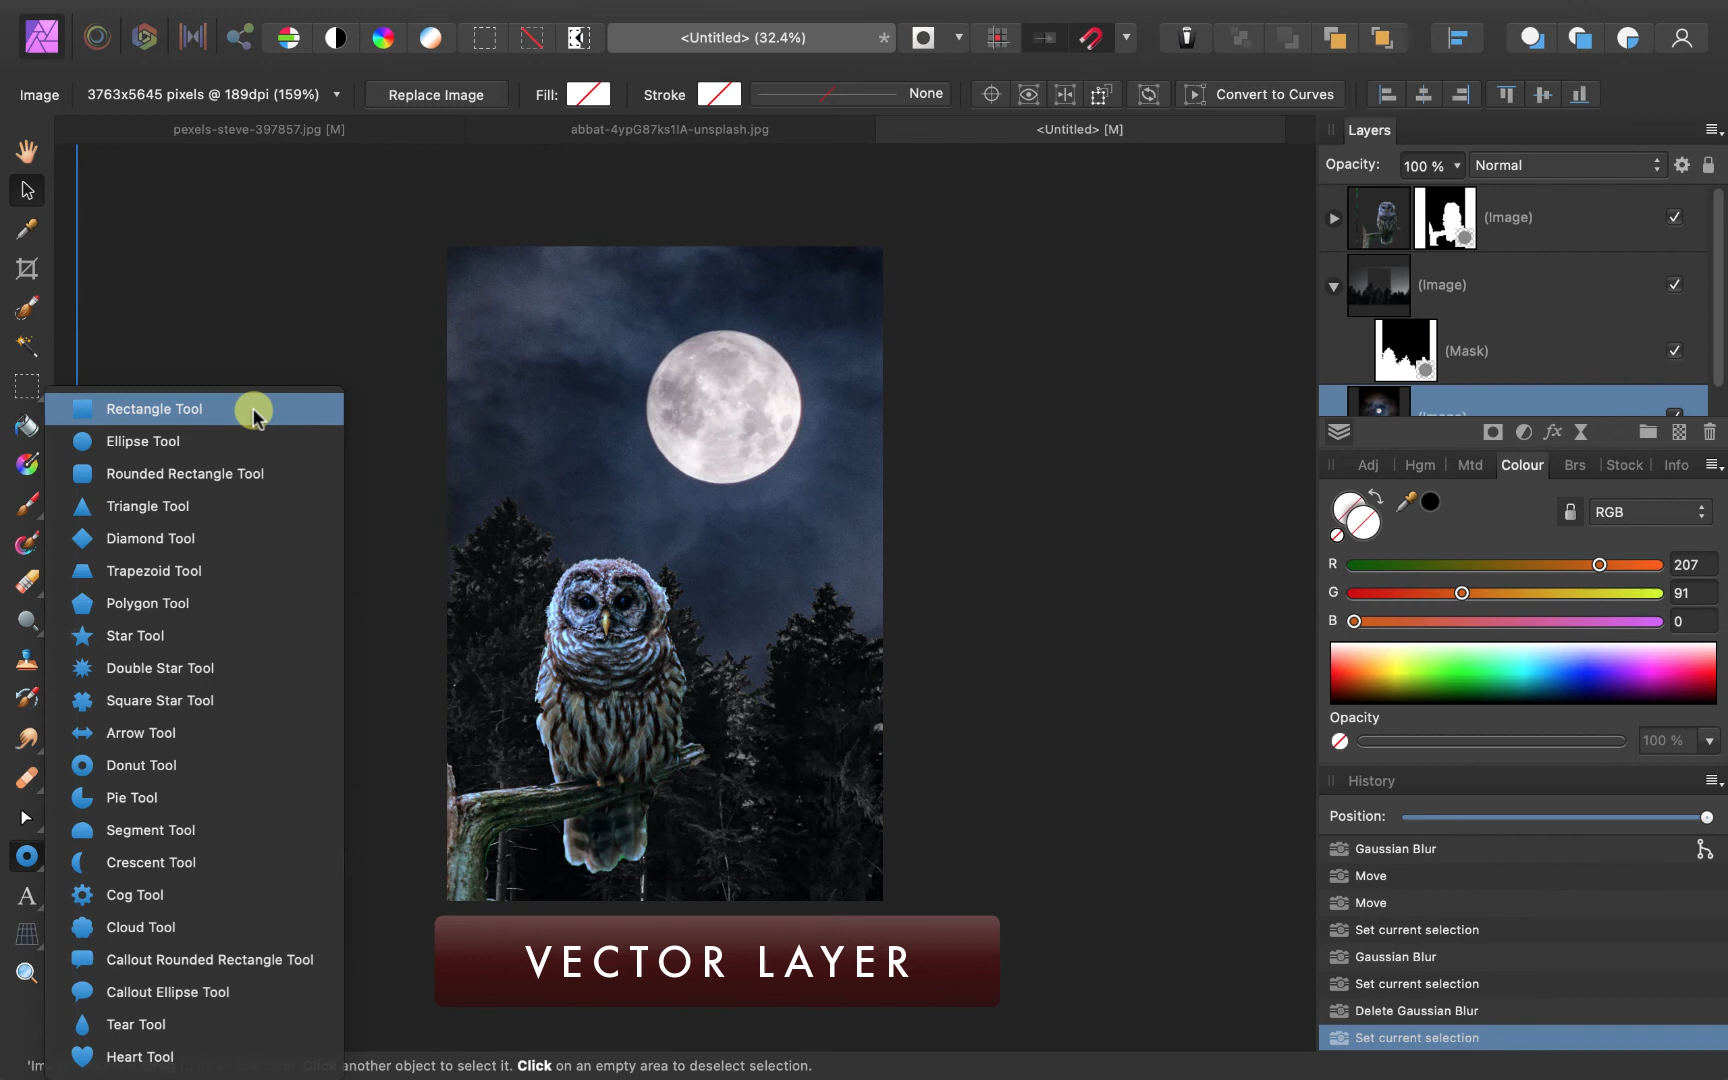 <Untitled> (32.4%)
*
Image
3763x5645 pixels @ 189dpi (159%)
Replace Image
Fill:
Stroke
None
Convert to Curves
pexels-steve-397857.jpg [M]
abbat-4ypG87ks1lA-unsplash.jpg
<Untitled> [M]
Layers
Opacity:
100 %
Normal
(Image)
(Image)
(Mask)
Rectangle Tool
Ellipse Tool
Rounded Rectangle Tool
Triangle Tool
Diamond Tool
Trapezoid Tool
Polygon Tool
Star Tool
Double Star Tool
Square Star Tool
Arrow Tool
Donut Tool
Pie Tool
Segment Tool
Crescent Tool
Cog Tool
Cloud Tool
Callout Rounded Rectangle Tool
Callout Ellipse Tool
Tear Tool
Heart Tool
A
fx
Adj
Hgm
Mtd
Colour
Brs
Stock
Info
RGB
R
207
G
91
B
0
Opacity
100 %
History
Position:
Gaussian Blur
Move
Move
Set current selection
Gaussian Blur
Set current selection
Delete Gaussian Blur
Set current selection
VECTOR LAYER
another object to select it. Click on an empty area to deselect selection.